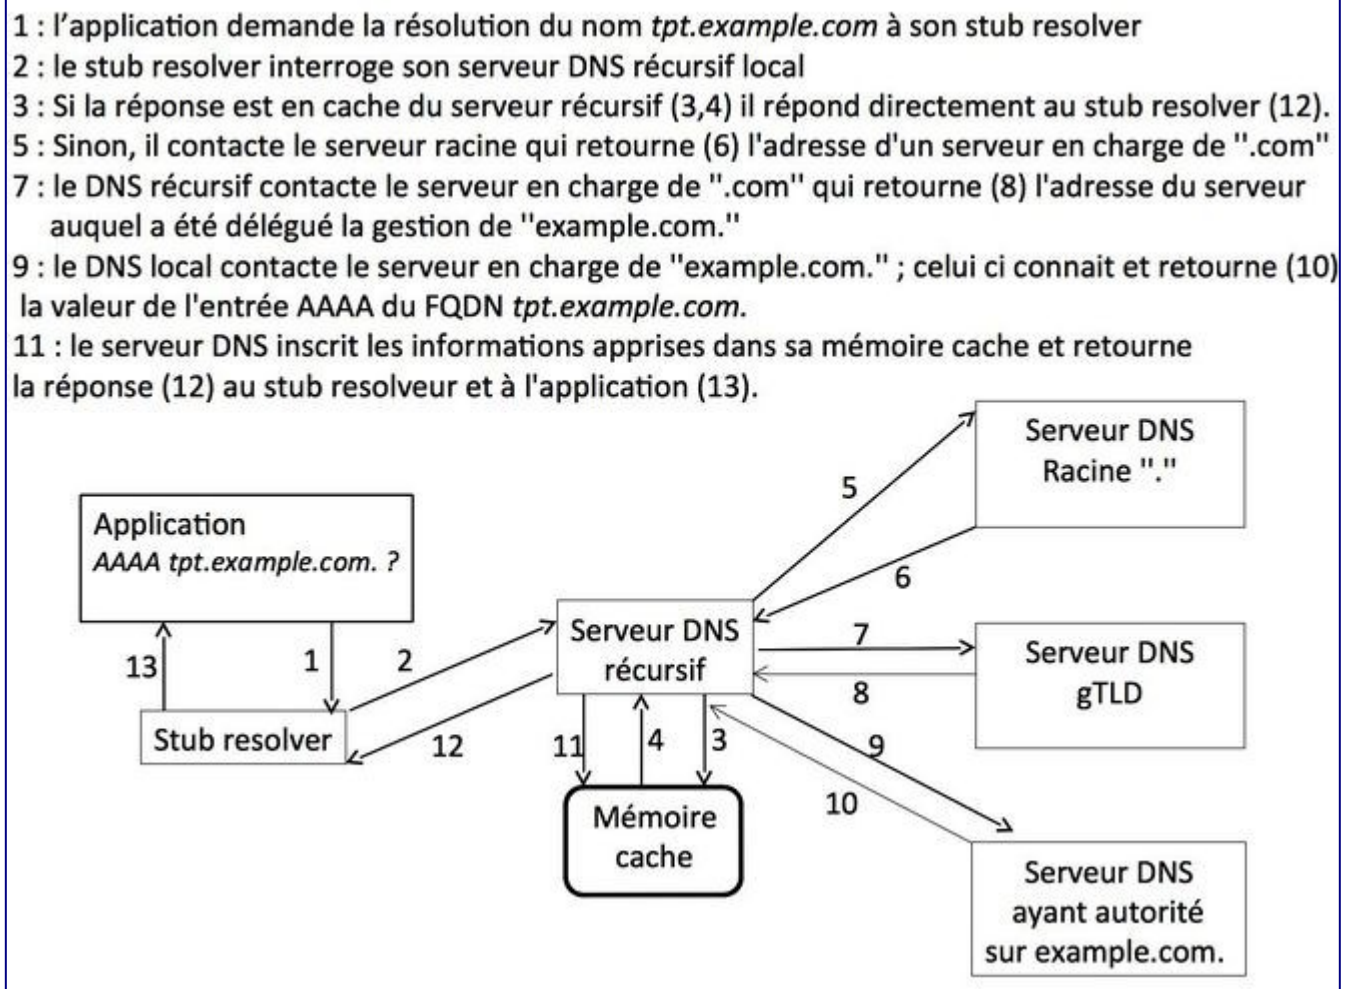 1 : l’application demande la résolution du nom tpt.example.com à son stub resolver
2 : le stub resolver interroge son serveur DNS récursif local
3 : Si la réponse est en cache du serveur récursif (3,4) il répond directement au stub resolver (12).
5 : Sinon, il contacte le serveur racine qui retourne (6) l'adresse d'un serveur en charge de ".com"
7 : le DNS récursif contacte le serveur en charge de ".com" qui retourne (8) l'adresse du serveur
auquel a été délégué la gestion de "example.com."
9 : le DNS local contacte le serveur en charge de "example.com." ; celui ci connait et retourne (10)
la valeur de l'entrée AAAA du FQDN tpt.example.com.
11 : le serveur DNS inscrit les informations apprises dans sa mémoire cache et retourne
la réponse (12) au stub resolveur et à l'application (13).
Serveur DNS
Racine "."
5
6
Application
AAAA tpt.example.com. ?
13
1
2
Serveur DNS
récursif
7
8
Serveur DNS
gTLD
Stub resolver
12
11
4
3
9
10
Mémoire
cache
Serveur DNS
ayant autorité
sur example.com.